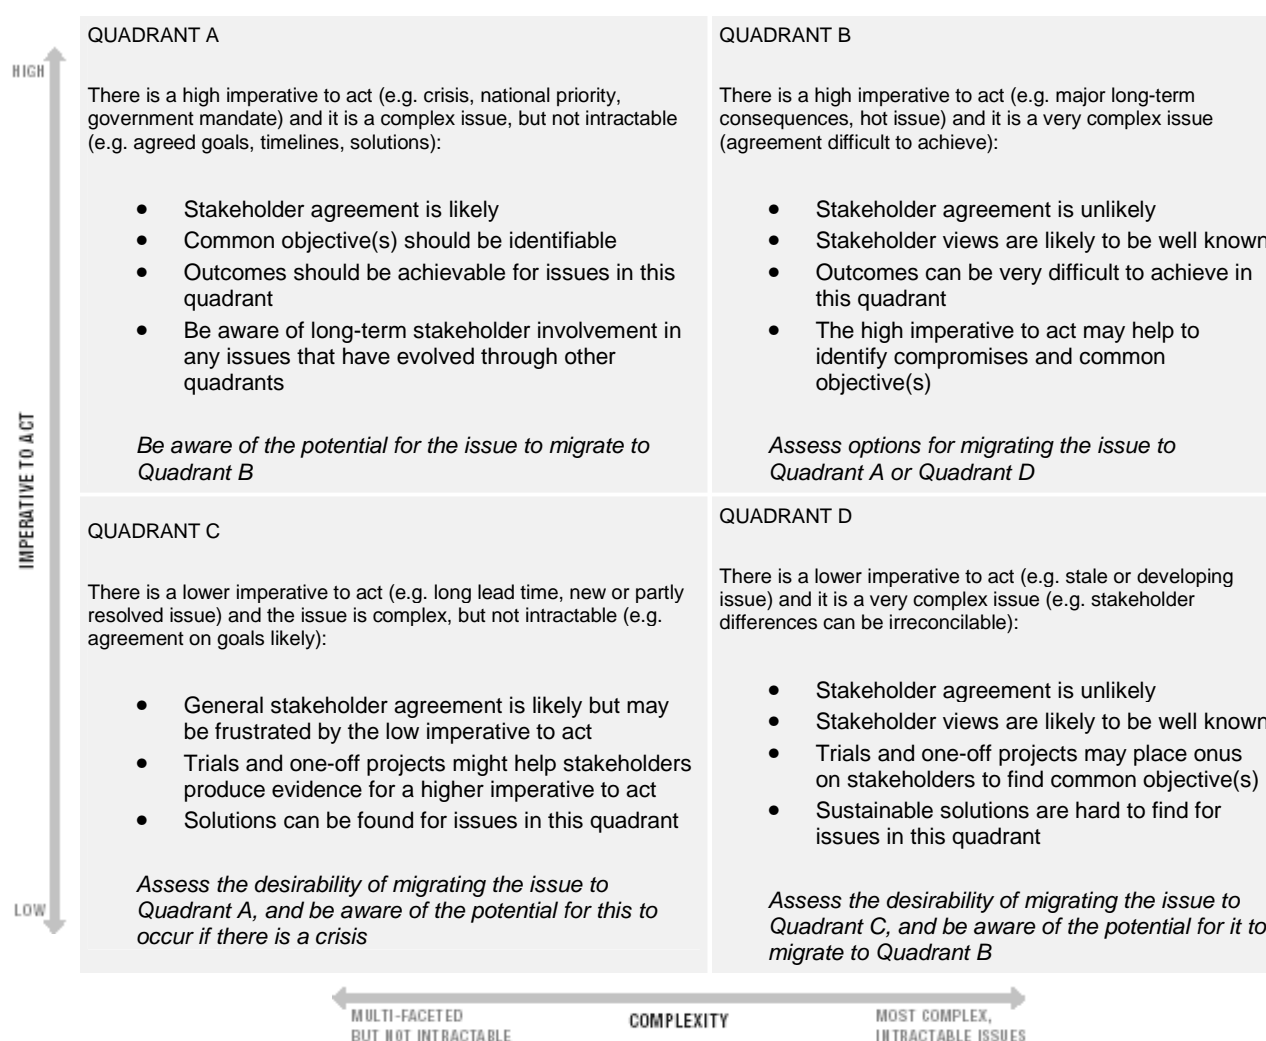 QUADRANT A
There is a high imperative to act (e.g. crisis, national priority,
government mandate) and it is a complex issue, but not intractable
(e.g. agreed goals, timelines, solutions):
• Stakeholder agreement is likely
• Common objective(s) should be identifiable
• Outcomes should be achievable for issues in this
quadrant
• Be aware of long-term stakeholder involvement in
any issues that have evolved through other
quadrants
Be aware of the potential for the issue to migrate to
Quadrant B
QUADRANT B
There is a high imperative to act (e.g. major long-term
consequences, hot issue) and it is a very complex issue
(agreement difficult to achieve):
• Stakeholder agreement is unlikely
• Stakeholder views are likely to be well known
• Outcomes can be very difficult to achieve in
this quadrant
• The high imperative to act may help to
identify compromises and common
objective(s)
Assess options for migrating the issue to
Quadrant A or Quadrant D
QUADRANT C
There is a lower imperative to act (e.g. long lead time, new or partly
resolved issue) and the issue is complex, but not intractable (e.g.
agreement on goals likely):
• General stakeholder agreement is likely but may
be frustrated by the low imperative to act
• Trials and one-off projects might help stakeholders
produce evidence for a higher imperative to act
• Solutions can be found for issues in this quadrant
Assess the desirability of migrating the issue to
Quadrant A, and be aware of the potential for this to
occur if there is a crisis
QUADRANT D
There is a lower imperative to act (e.g. stale or developing
issue) and it is a very complex issue (e.g. stakeholder
differences can be irreconcilable):
• Stakeholder agreement is unlikely
• Stakeholder views are likely to be well known
• Trials and one-off projects may place onus
on stakeholders to find common objective(s)
• Sustainable solutions are hard to find for
issues in this quadrant
Assess the desirability of migrating the issue to
Quadrant C, and be aware of the potential for it to
migrate to Quadrant B
HIGH
IMPERATIVE TO ACT
LOW
MULTI-FACETED
BUT NOT INTRACTABLE
COMPLEXITY
MOST COMPLEX,
INTRACTABLE ISSUES